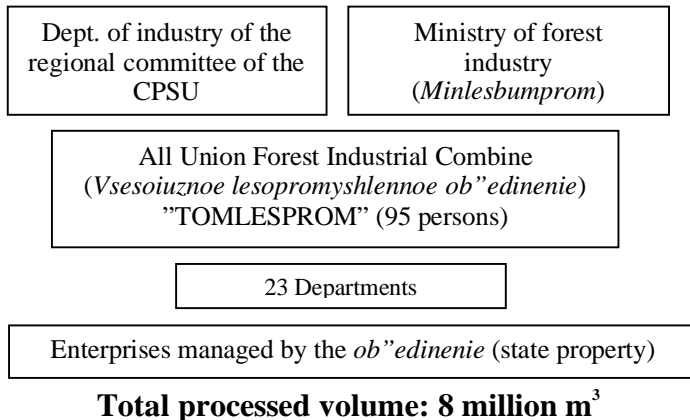 Dept. of industry of the
regional committee of the
CPSU
Ministry of forest
industry
(Minlesbumprom)
All Union Forest Industrial Combine
(Vsesoiuznoe lesopromyshlennoe ob”edinenie)
”TOMLESPROM” (95 persons)
23 Departments
Enterprises managed by the ob”edinenie (state property)
Total processed volume: 8 million m³